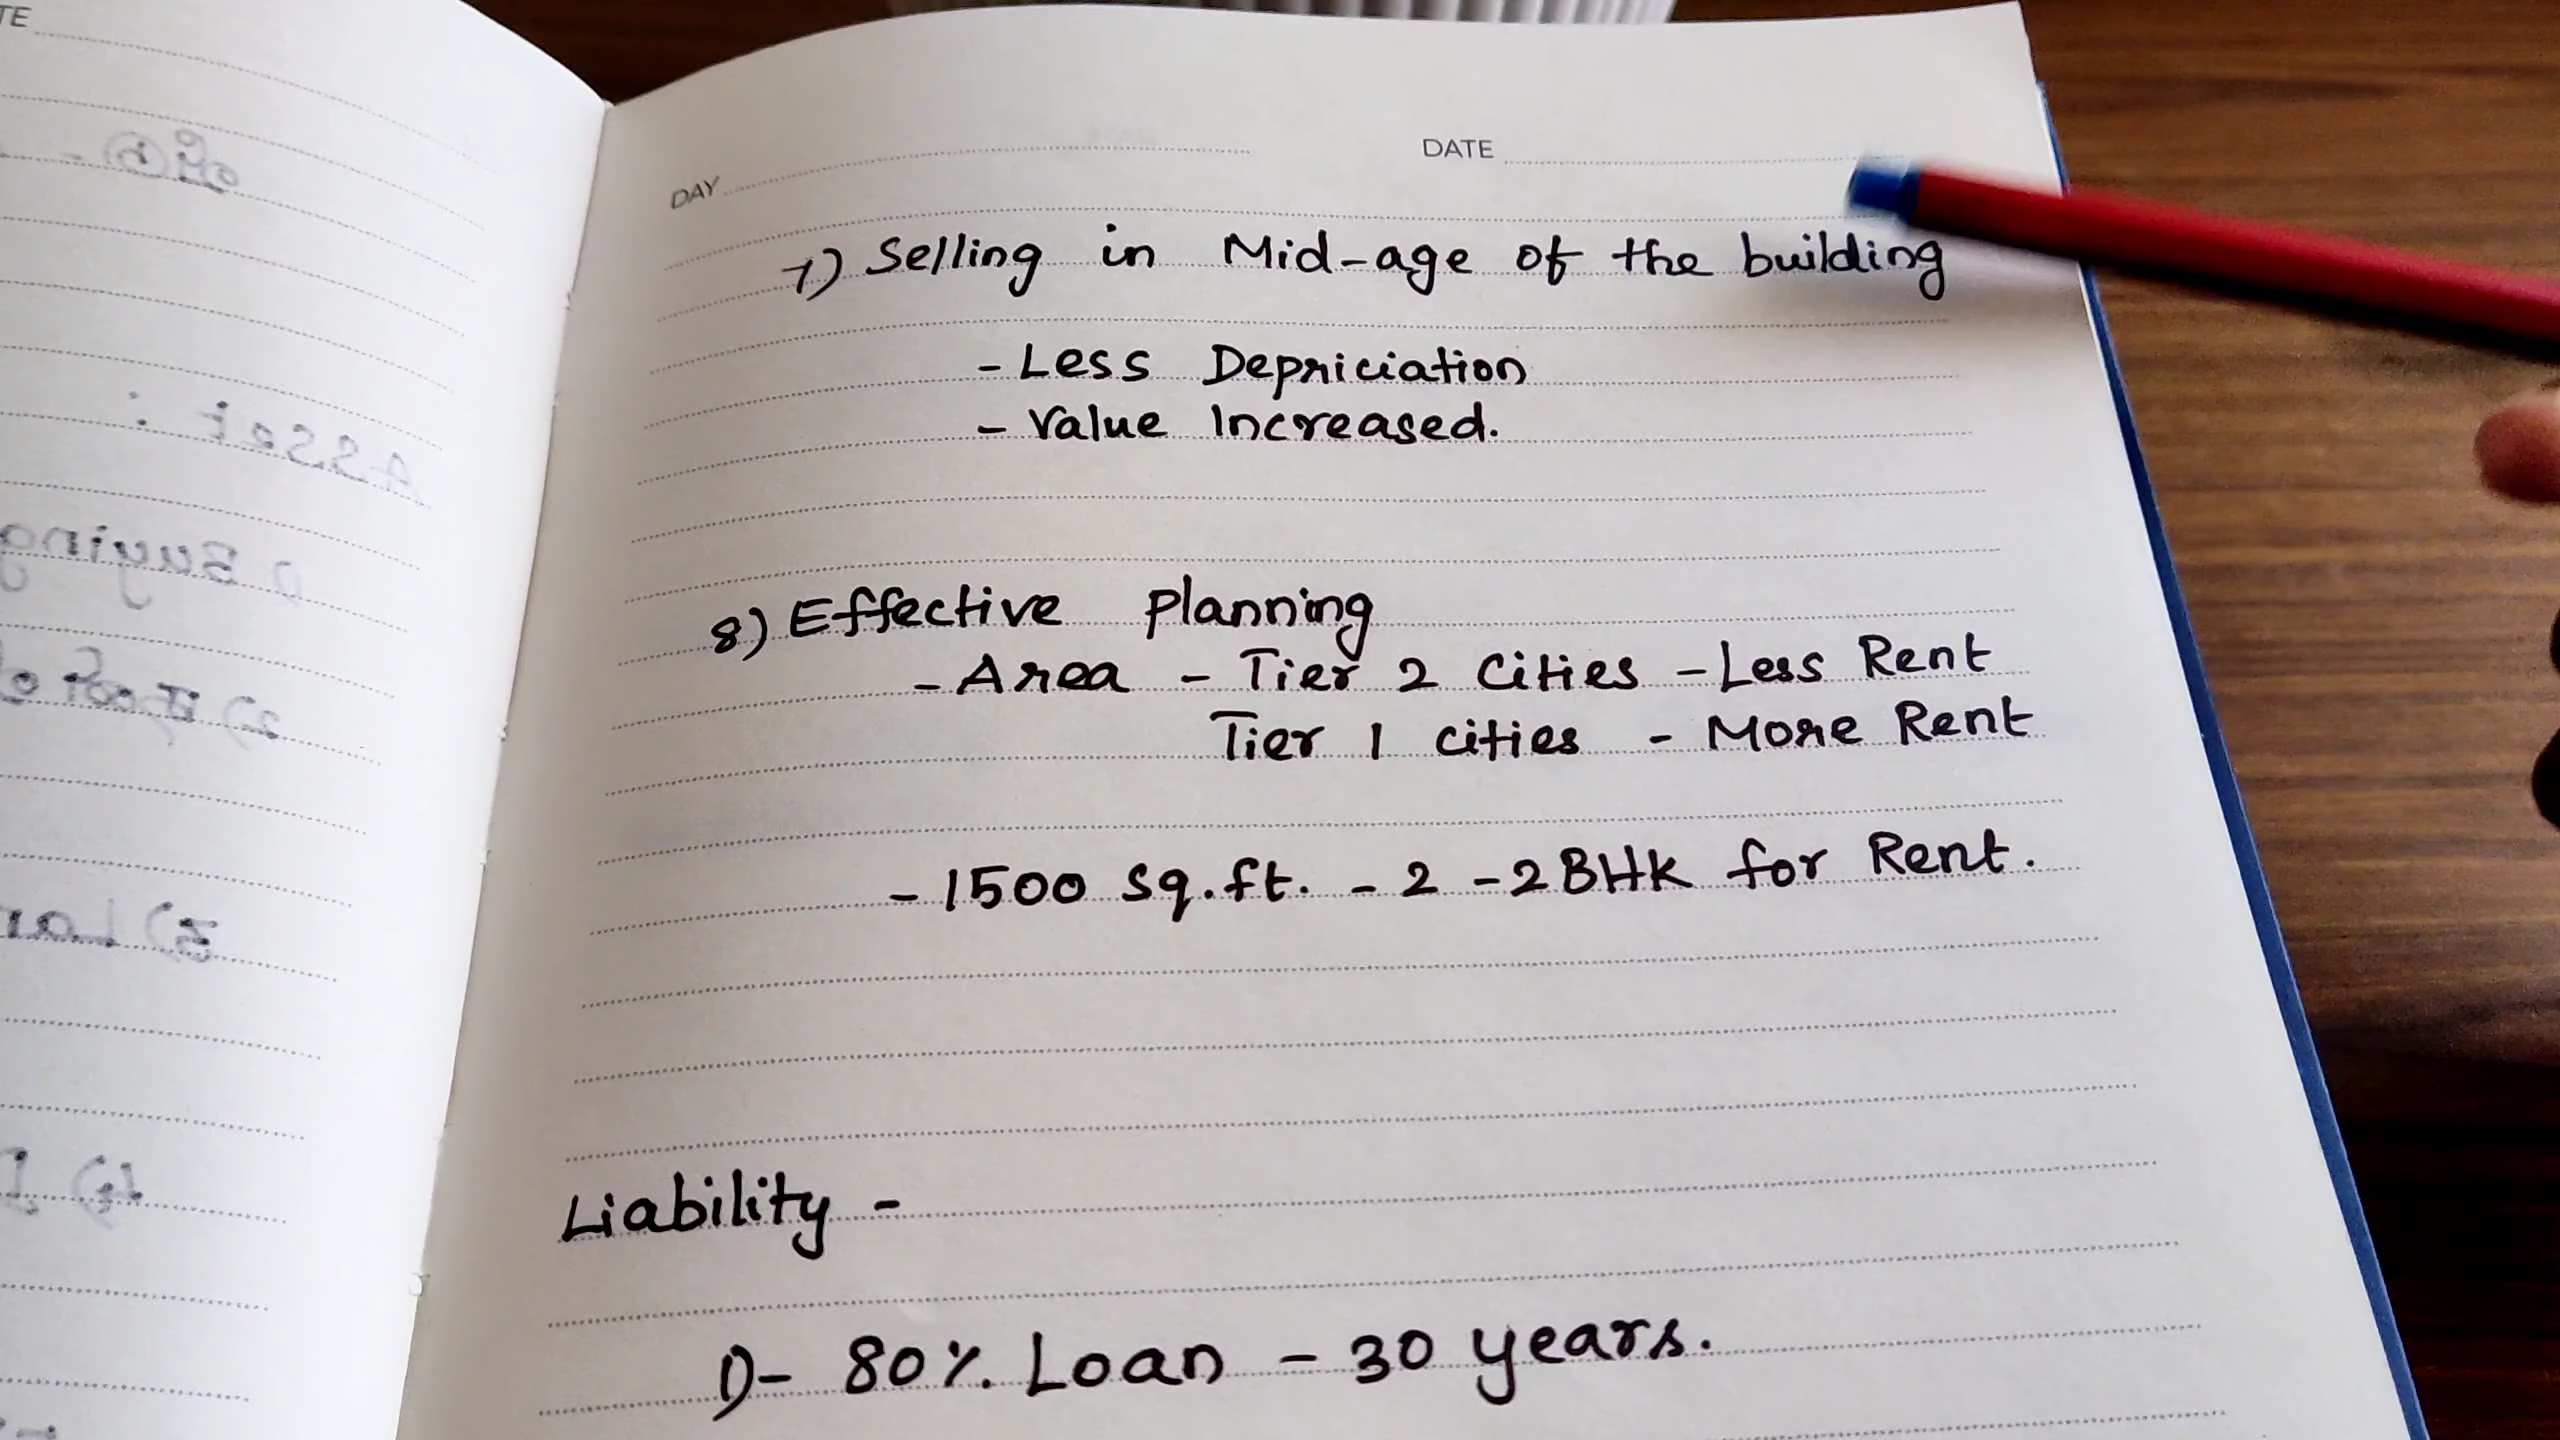 DAY
DATE
7) Selling in Mid-age of the building
- Less Depriciation
- Value Increased.
8) Effective Planning
- Area - Tier 2 Cities - Less Rent
Tier 1 cities - More Rent
- 1500 sq.ft. - 2 - 2BHK for Rent.
Liability -
1) - 80% Loan - 30 years.